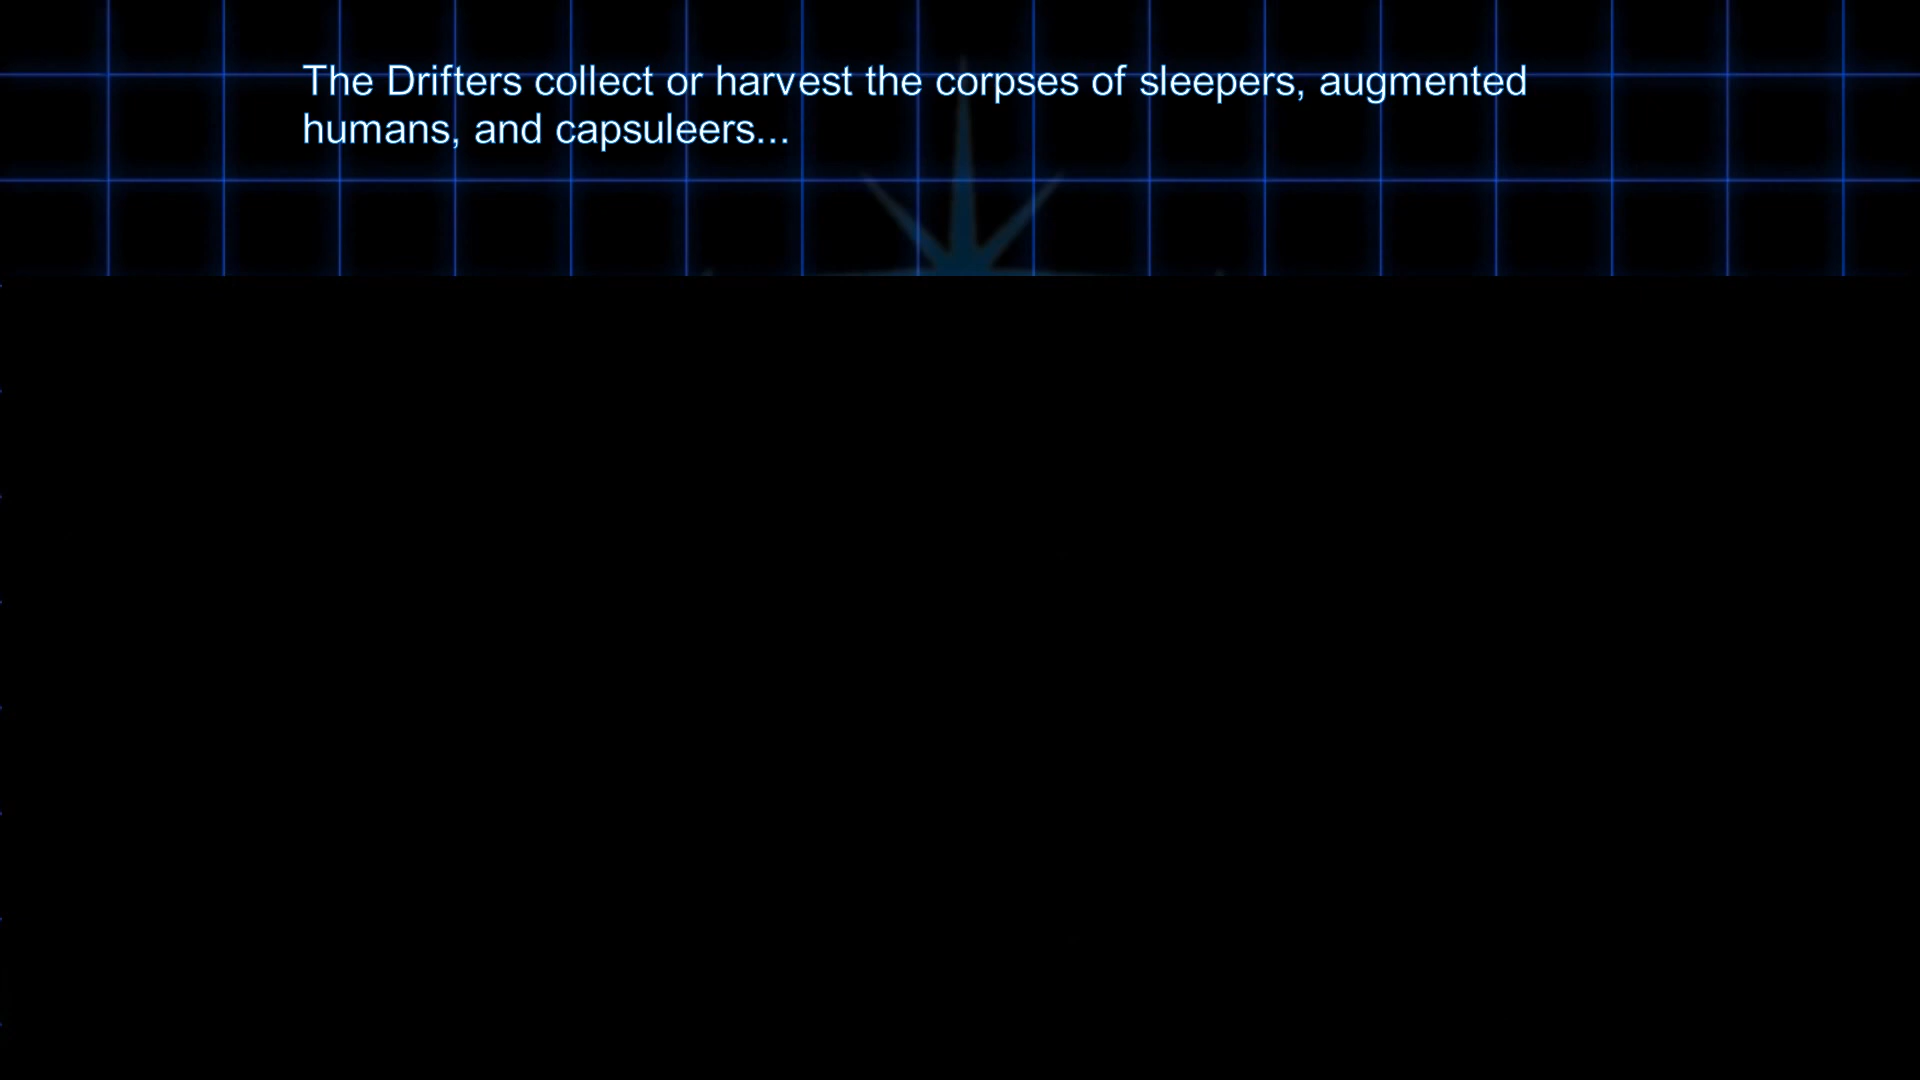 The Drifters collect or harvest the corpses of sleepers, augmented
humans, and capsuleers...